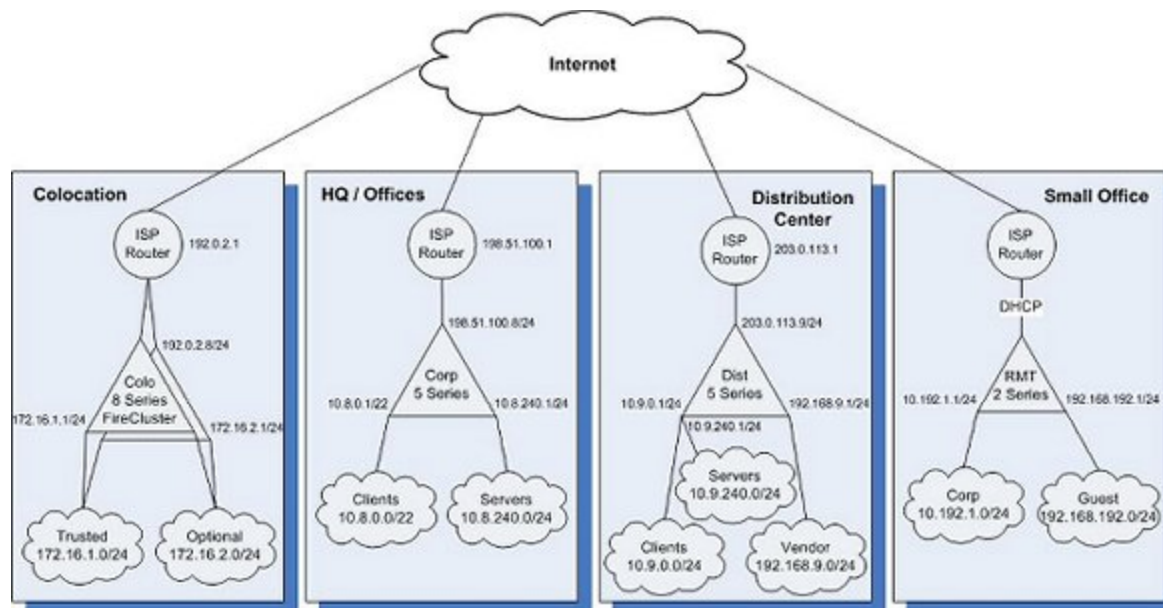 Internet
Colocation
ISP
Router
192.0.2.1
192.0.2.8/24
Colo
8 Series
FireCluster
172.16.1.1/24
172.16.2.1/24
Trusted
172.16.1.0/24
Optional
172.16.2.0/24
HQ / Offices
ISP
Router
198.51.100.1
198.51.100.8/24
Corp
5 Series
10.8.0.1/22
10.8.240.1/24
Clients
10.8.0.0/22
Servers
10.8.240.0/24
Distribution
Center
ISP
Router
203.0.113.1
203.0.113.9/24
Dist
5 Series
10.9.0.1/24
192.168.9.1/24
10.9.240.1/24
Servers
10.9.240.0/24
Clients
10.9.0.0/24
Vendor
192.168.9.0/24
Small Office
ISP
Router
DHCP
RMT
2 Series
10.192.1.1/24
192.168.192.1/24
Corp
10.192.1.0/24
Guest
192.168.192.0/24